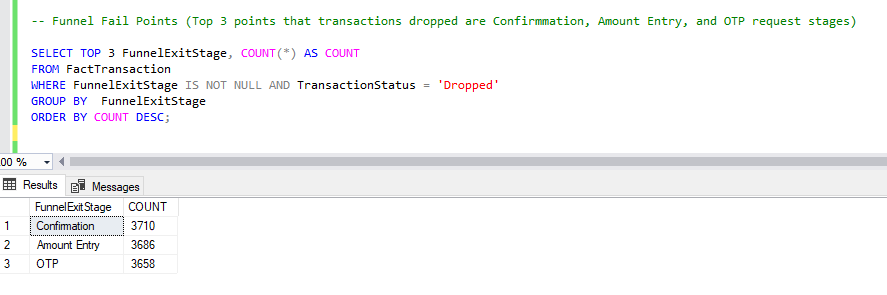 -- Funnel Fail Points (Top 3 points that transactions dropped are Confirmmation, Amount Entry, and OTP request stages)
SELECT TOP 3 FunnelExitStage, COUNT(*) AS COUNT
FROM FactTransaction
WHERE FunnelExitStage IS NOT NULL AND TransactionStatus = 'Dropped'
GROUP BY  FunnelExitStage
ORDER BY COUNT DESC;
00 %
Results Messages
FunnelExitStage COUNT
1 Confirmation 3710
2 Amount Entry 3686
3 OTP 3658